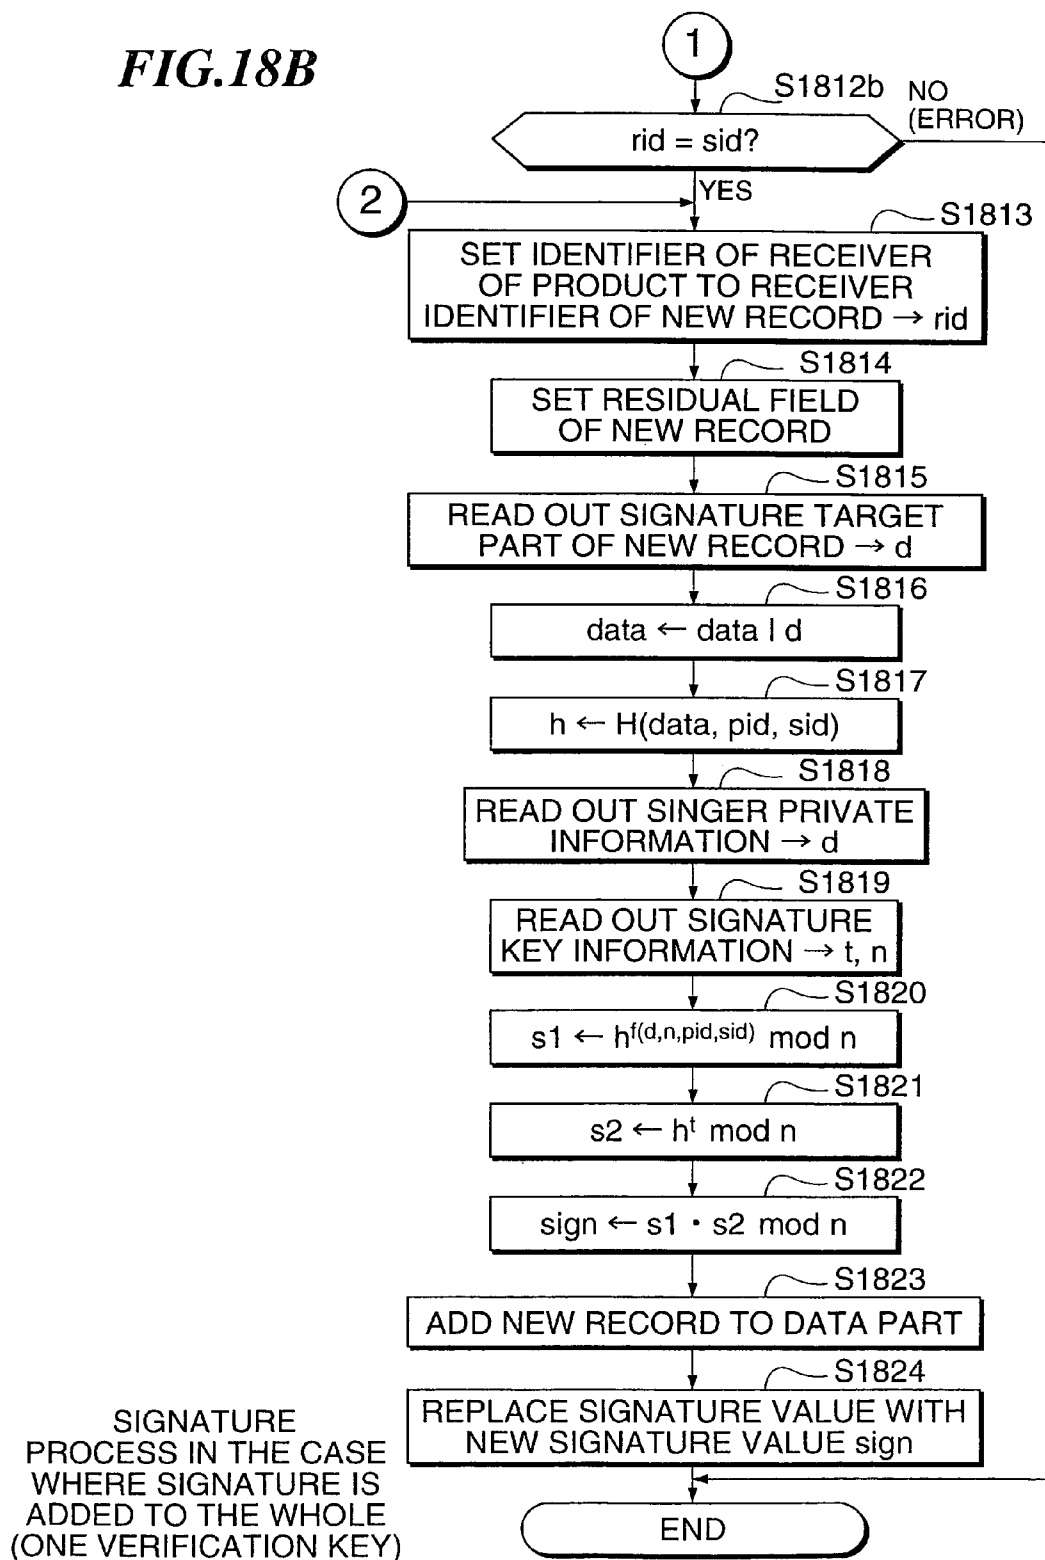 FIG.18B
1
S1812b
NO
(ERROR)
rid = sid?
YES
2
S1813
SET IDENTIFIER OF RECEIVER
OF PRODUCT TO RECEIVER
IDENTIFIER OF NEW RECORD → rid
S1814
SET RESIDUAL FIELD
OF NEW RECORD
S1815
READ OUT SIGNATURE TARGET
PART OF NEW RECORD → d
S1816
data ← data | d
S1817
h ← H(data, pid, sid)
S1818
READ OUT SINGER PRIVATE
INFORMATION → d
S1819
READ OUT SIGNATURE
KEY INFORMATION → t, n
S1820
s1 ← h^f(d,n,pid,sid) mod n
S1821
s2 ← h^t mod n
S1822
sign ← s1 · s2 mod n
S1823
ADD NEW RECORD TO DATA PART
S1824
REPLACE SIGNATURE VALUE WITH
NEW SIGNATURE VALUE sign
END
SIGNATURE
PROCESS IN THE CASE
WHERE SIGNATURE IS
ADDED TO THE WHOLE
(ONE VERIFICATION KEY)